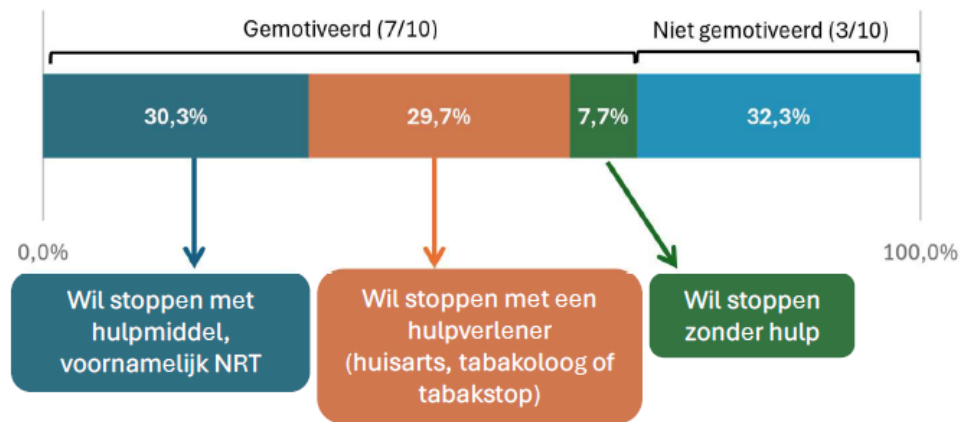 Gemotiveerd (7/10)
Niet gemotiveerd (3/10)
30,3%
29,7%
7,7%
32,3%
0,0%
100,0%
Wil stoppen met
hulpmiddel,
voornamelijk NRT
Wil stoppen met een
hulpverlener
(huisarts, tabakoloog of
tabakstop)
Wil stoppen
zonder hulp